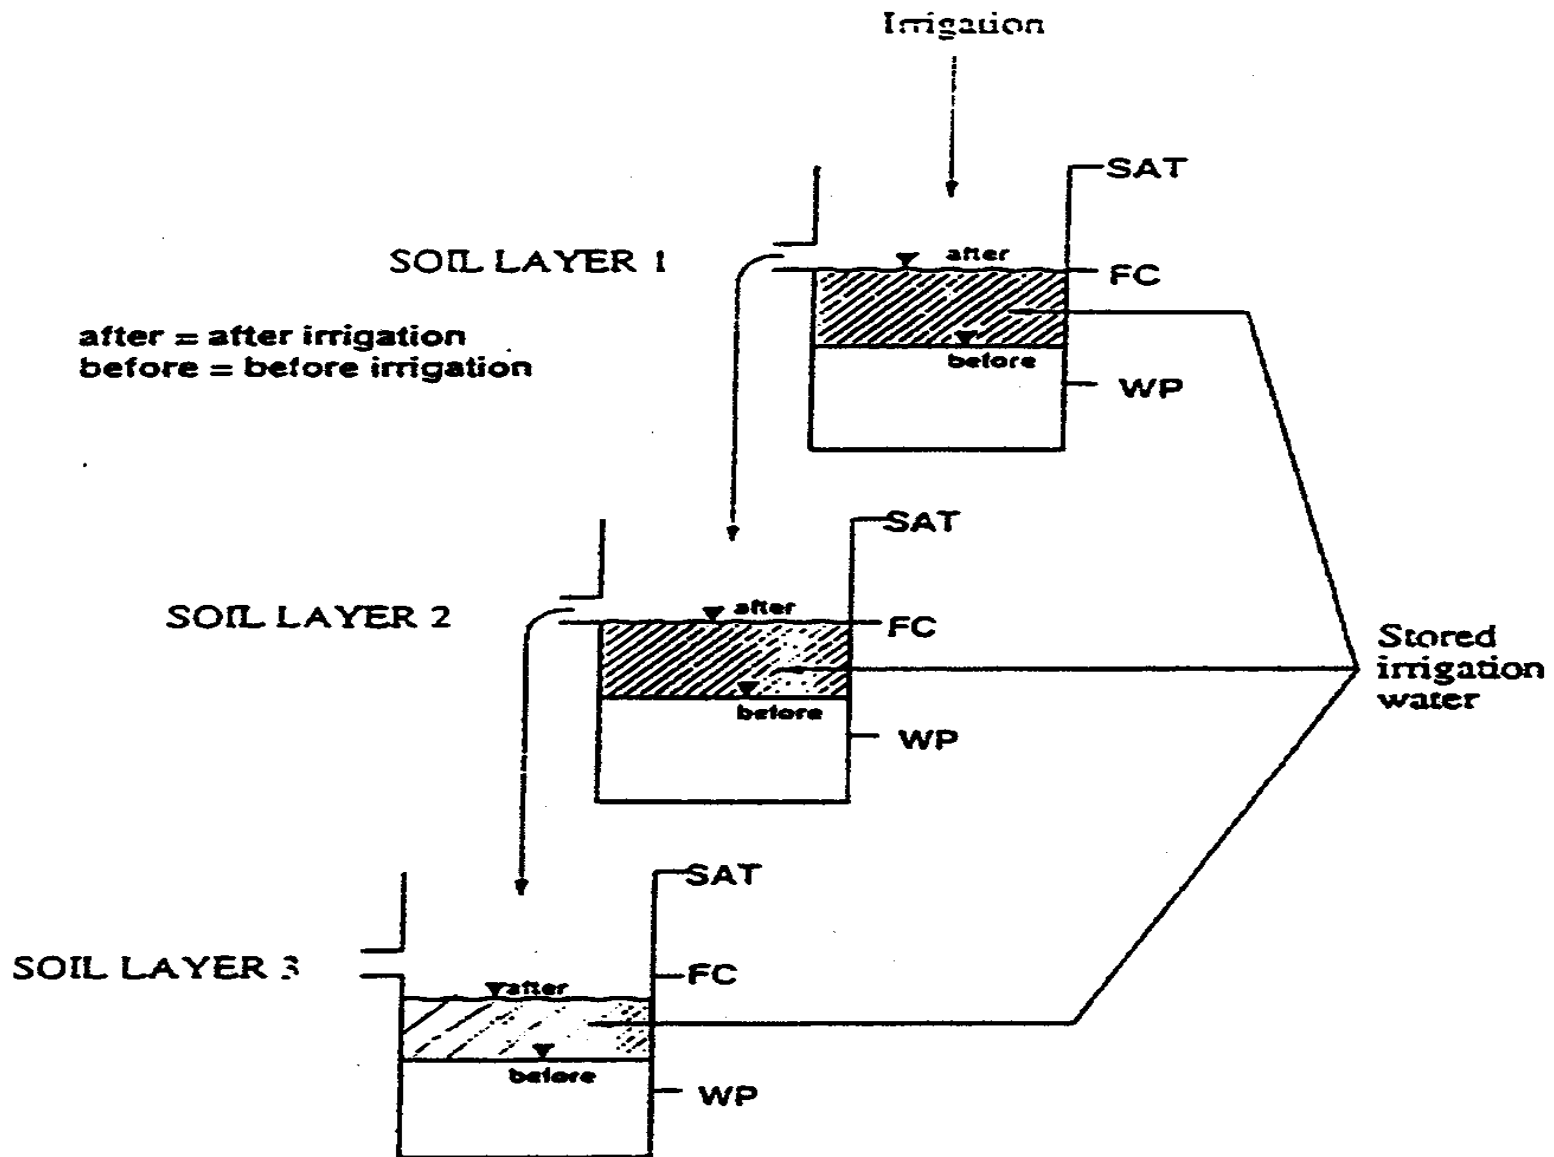 Irrigation
SAT
SOIL LAYER 1
after
FC
after = after irrigation
before = before irrigation
before
WP
SAT
SOIL LAYER 2
after
FC
Stored
irrigation
water
before
WP
SAT
SOIL LAYER 3
FC
after
before
WP